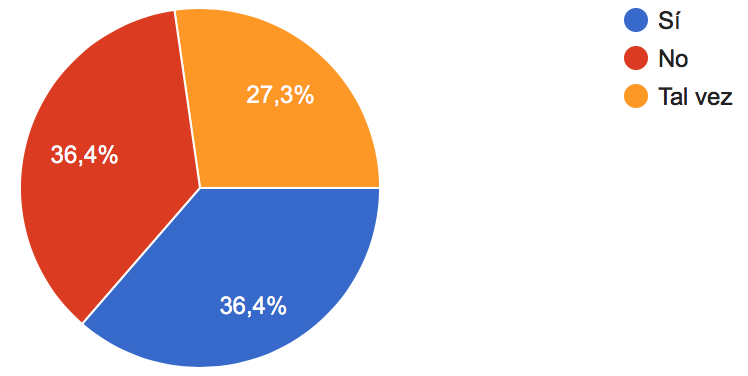 Sí
No
Tal vez
27,3%
36,4%
36,4%